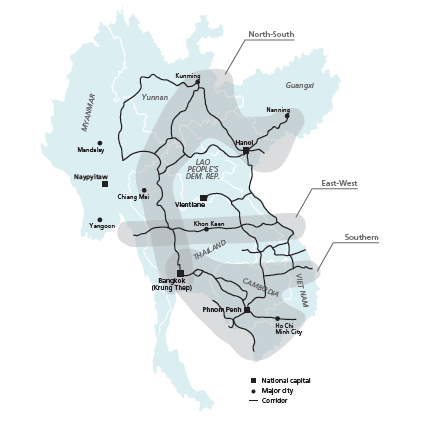 North-South
Kunming
Yunnan
Guangxi
Nanning
MYANMAR
Mandalay
Hanoi
LAO
PEOPLE'S
DEM. REP.
Naypyitaw
Chiang Mai
Vientiane
East-West
Yangon
Khon Kaen
Southern
THAILAND
Bangkok
(Krung Thep)
CAMBODIA
VIET NAM
Phnom Penh
Ho Chi
Minh City
National capital
Major city
Corridor